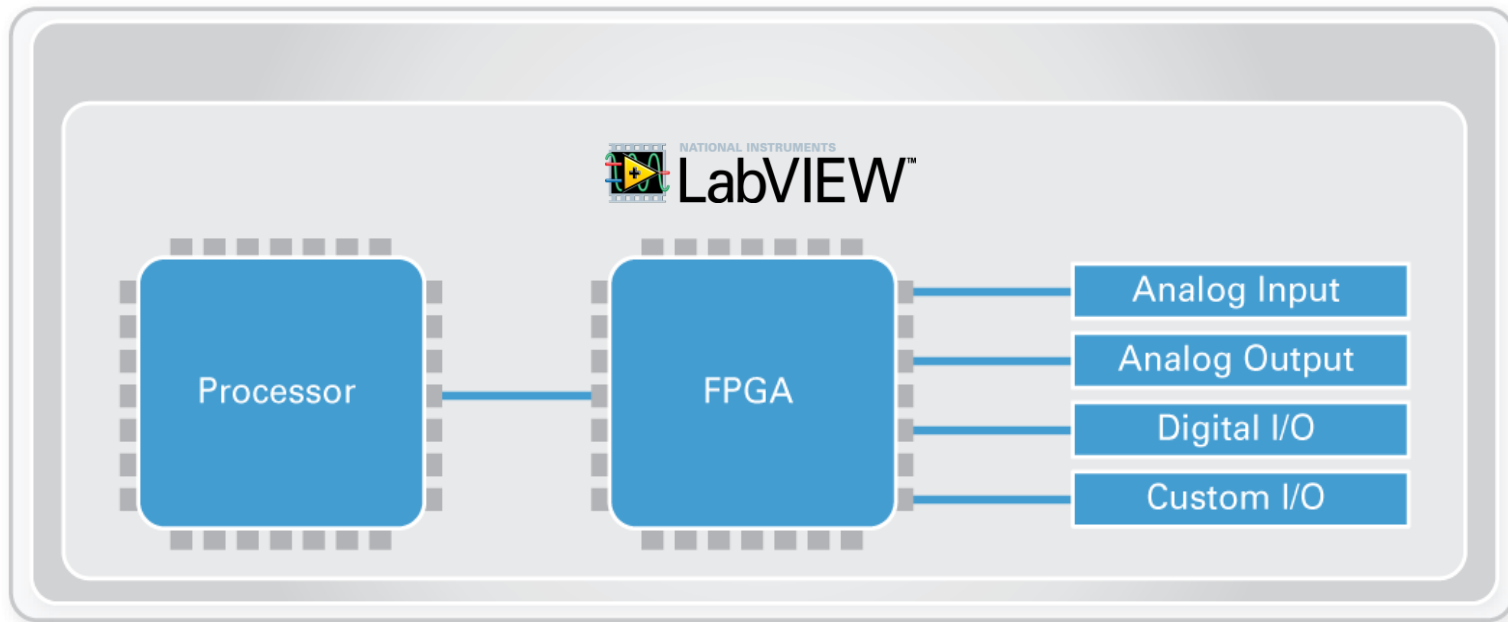 NATIONAL INSTRUMENTS
LabVIEW™
Processor
FPGA
Analog Input
Analog Output
Digital I/O
Custom I/O